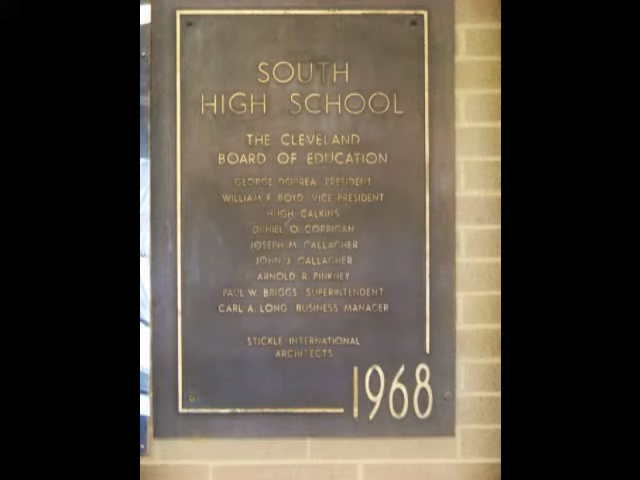 SOUTH
HIGH SCHOOL
THE CLEVELAND
BOARD OF EDUCATION
GEORGE DOBREA, PRESIDENT
WILLIAM F. BOYD, VICE PRESIDENT
HUGH CALKINS
DANIEL O. CORRIGAN
JOSEPH M. GALLAGHER
JOHN J. GALLAGHER
ARNOLD R. PINKNEY
PAUL W. BRIGGS, SUPERINTENDENT
CARL A. LONG, BUSINESS MANAGER
STICKLE INTERNATIONAL
ARCHITECTS
1968